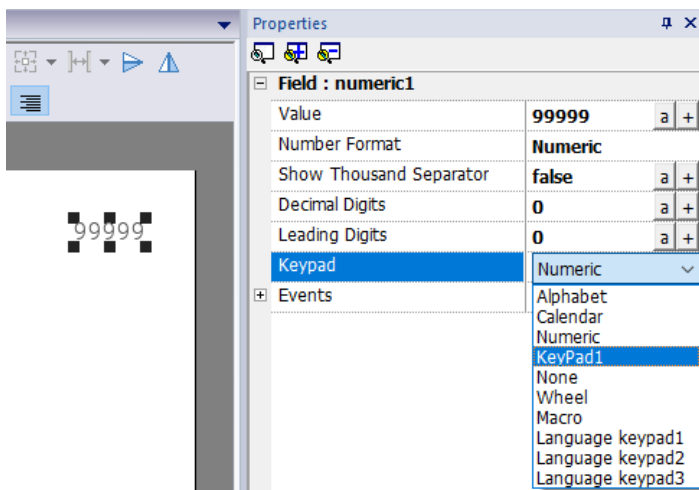 Properties
Field : numeric1
Value 99999 a +
Number Format Numeric
Show Thousand Separator false a +
Decimal Digits 0 a +
Leading Digits 0 a +
Keypad Numeric
Events
Alphabet
Calendar
Numeric
KeyPad1
None
Wheel
Macro
Language keypad1
Language keypad2
Language keypad3
99999